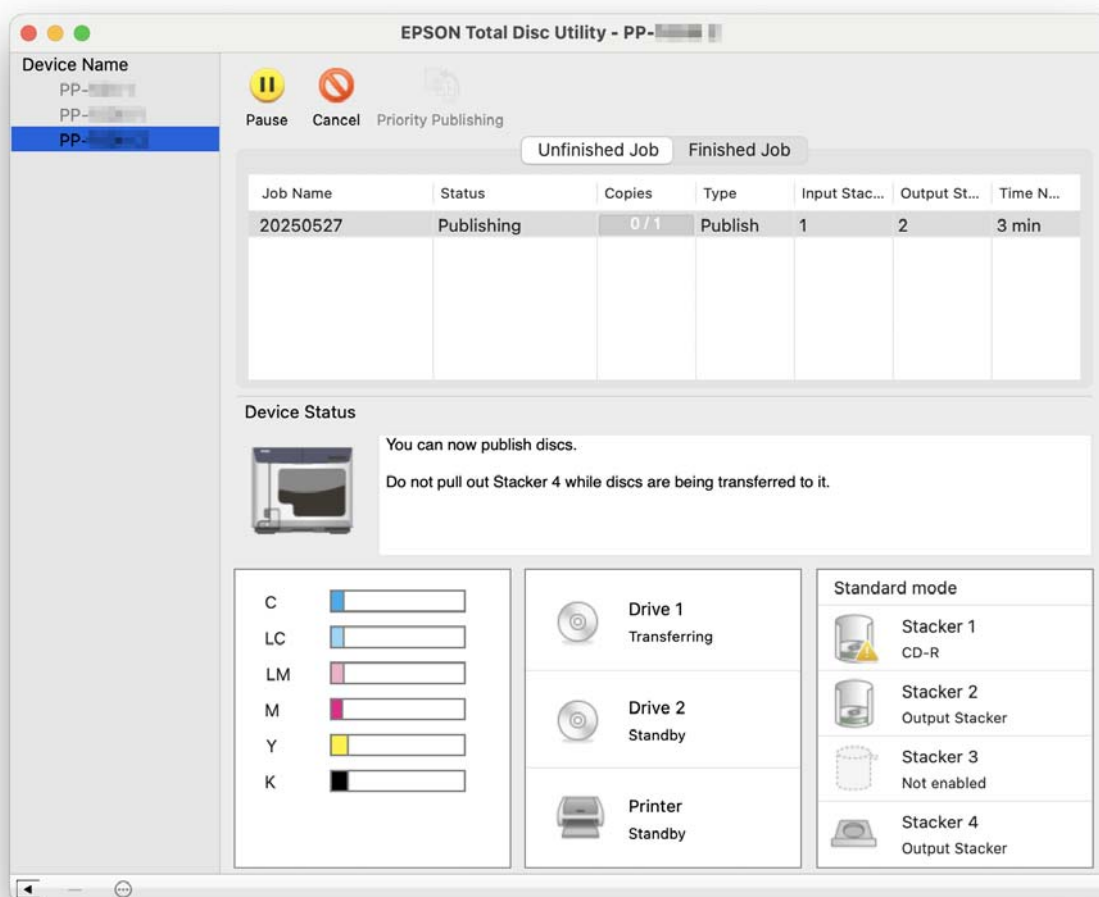 EPSON Total Disc Utility - PP-
Device Name
PP-
PP-
PP-
Pause Cancel Priority Publishing
Unfinished Job Finished Job
Job Name Status Copies Type Input Stac... Output St... Time N...
20250527 Publishing 0 / 1 Publish 1 2 3 min
Device Status
You can now publish discs.
Do not pull out Stacker 4 while discs are being transferred to it.
C
LC
LM
M
Y
K
Drive 1
Transferring
Drive 2
Standby
Printer
Standby
Standard mode
Stacker 1
CD-R
Stacker 2
Output Stacker
Stacker 3
Not enabled
Stacker 4
Output Stacker